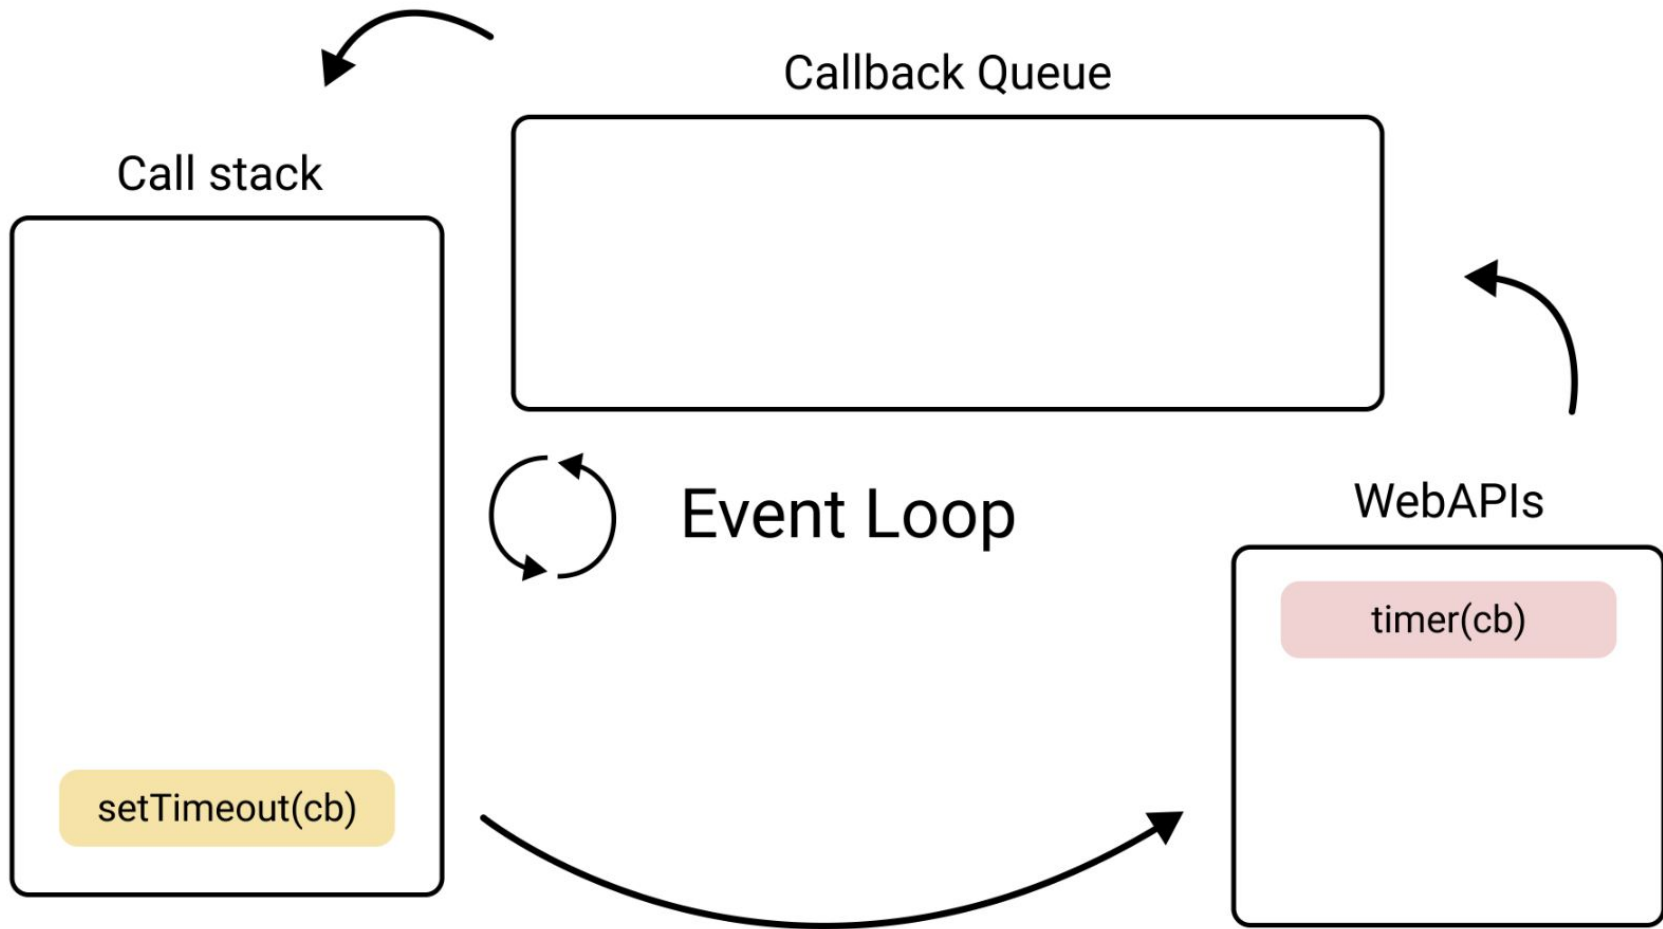 Callback Queue
Call stack
Event Loop
WebAPIs
timer(cb)
setTimeout(cb)